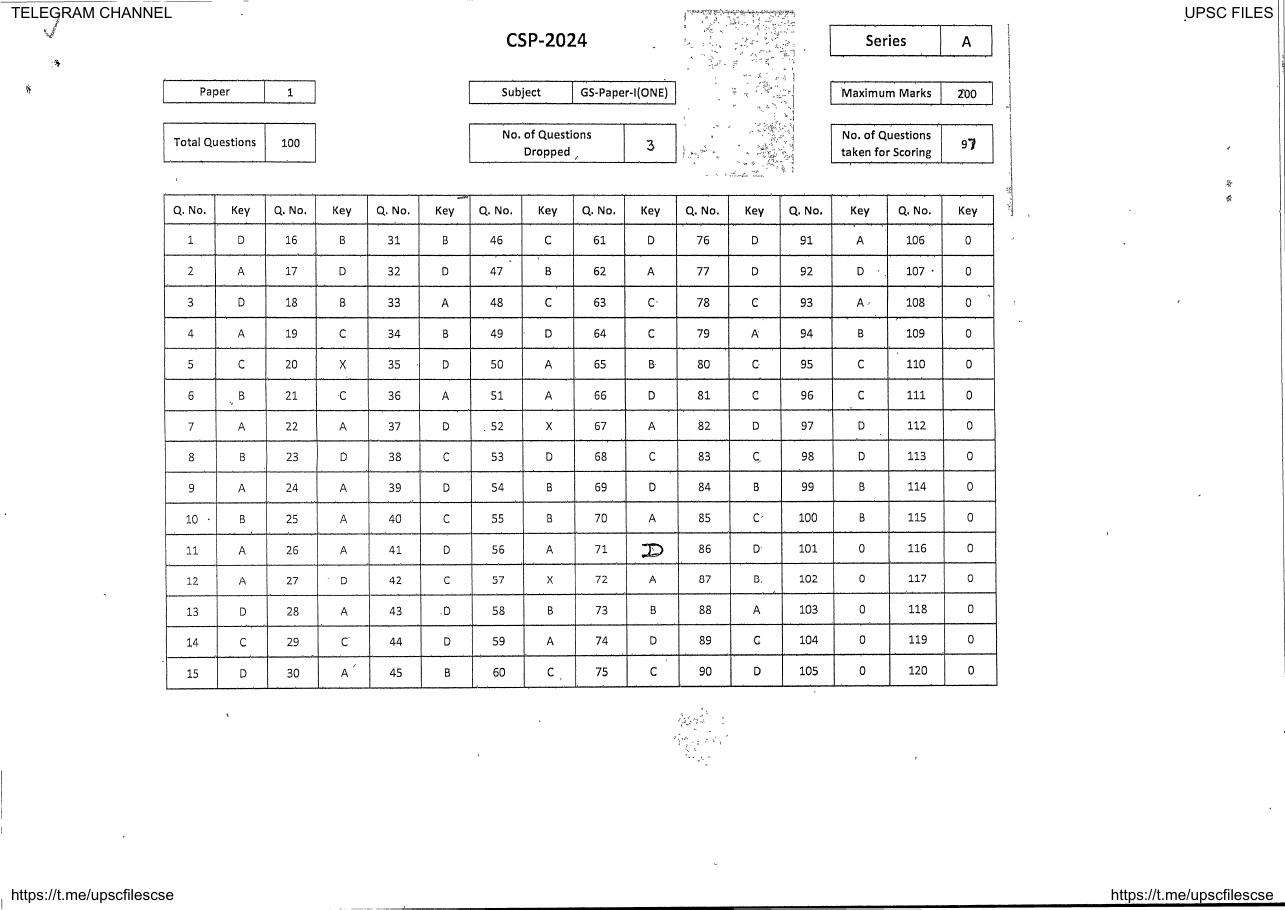 TELEGRAM CHANNEL UPSC FILES
CSP-2024
Series A
Paper 1 Subject GS-Paper-I(ONE) Maximum Marks 200
Total Questions 100 No. of Questions Dropped 3 No. of Questions taken for Scoring 97
Q. No. Key Q. No. Key Q. No. Key Q. No. Key Q. No. Key Q. No. Key Q. No. Key Q. No. Key
1 D 16 B 31 B 46 C 61 D 76 D 91 A 106 0
2 A 17 D 32 D 47 B 62 A 77 D 92 D 107 0
3 D 18 B 33 A 48 C 63 C 78 C 93 A 108 0
4 A 19 C 34 B 49 D 64 C 79 A 94 B 109 0
5 C 20 X 35 D 50 A 65 B 80 C 95 C 110 0
6 B 21 C 36 A 51 A 66 D 81 C 96 C 111 0
7 A 22 A 37 D 52 X 67 A 82 D 97 D 112 0
8 B 23 D 38 C 53 D 68 C 83 C 98 D 113 0
9 A 24 A 39 D 54 B 69 D 84 B 99 B 114 0
10 B 25 A 40 C 55 B 70 A 85 C 100 B 115 0
11 A 26 A 41 D 56 A 71 D 86 D 101 0 116 0
12 A 27 D 42 C 57 X 72 A 87 B 102 0 117 0
13 D 28 A 43 D 58 B 73 B 88 A 103 0 118 0
14 C 29 C 44 D 59 A 74 D 89 C 104 0 119 0
15 D 30 A 45 B 60 C 75 C 90 D 105 0 120 0
https://t.me/upscfilescse https://t.me/upscfilescse